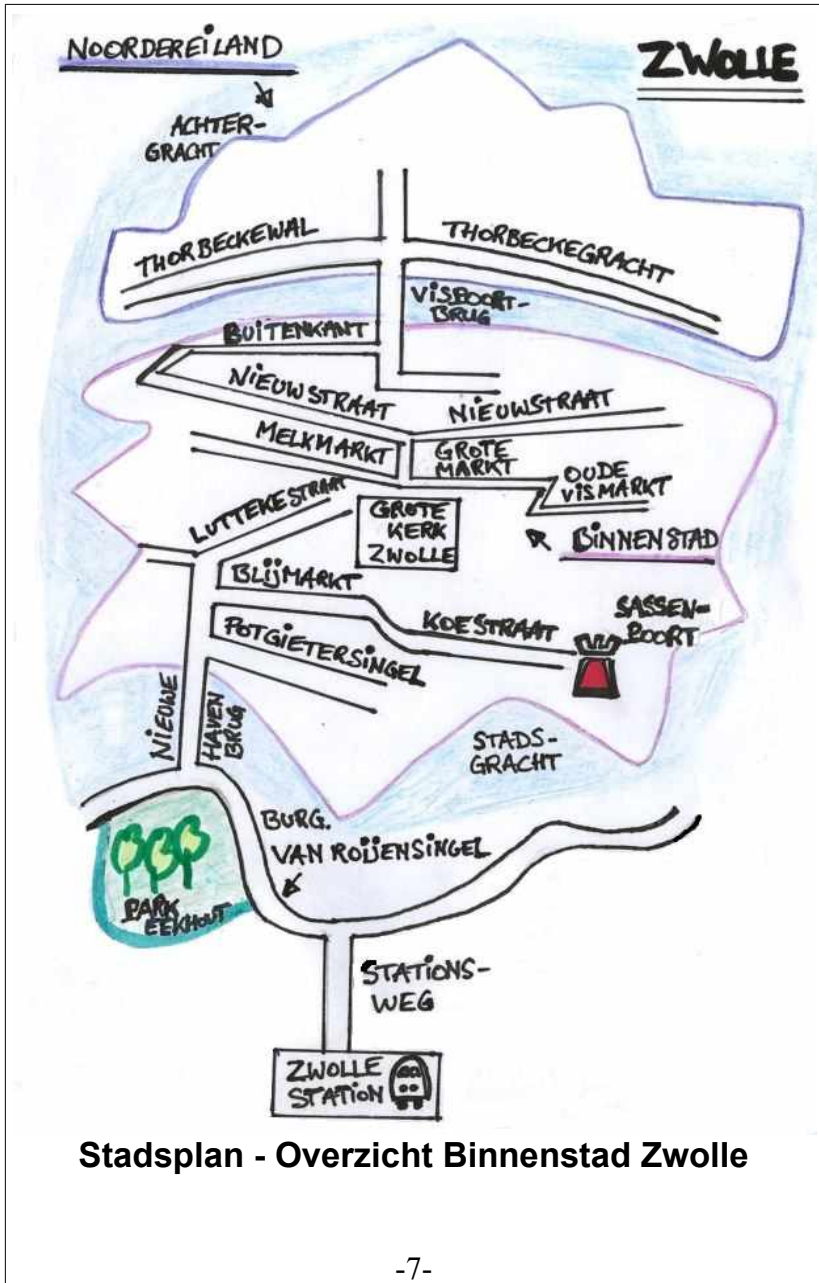 NOORDEREILAND
ZWOLLE
ACHTER-
GRACHT
THORBECKEWAL
THORBECKEGRACHT
VISPOORT-
BRUG
BUITENKANT
NIEUWSTRAAT
NIEUWSTRAAT
MELKMARKT
GROTE
MARKT
OUDE
VISMARKT
LUTTEKESTRAAT
GROTE
KERK
ZWOLLE
BINNENSTAD
BLIJMARKT
SASSEN-
POORT
KOESTRAAT
POTGIETERSINGEL
NIEUWE
HAVEN
BRUG
STADS-
GRACHT
BURG.
VAN ROIJENSINGEL
PARK
EEKHOUT
STATIONS-
WEG
ZWOLLE
STATION
Stadsplan - Overzicht Binnenstad Zwolle
-7-